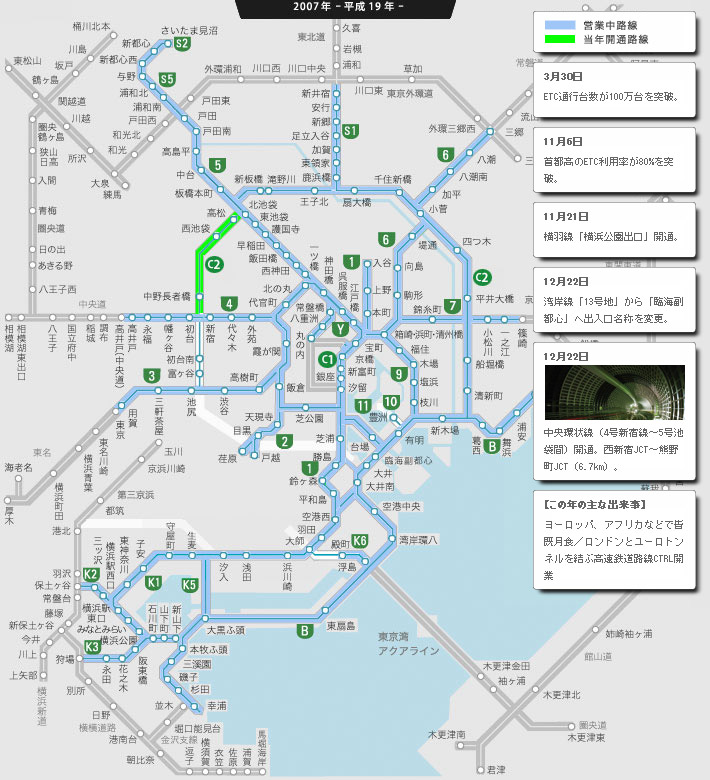 2007年 - 平成19年 -
営業中路線
当年開通路線
3月30日
ETC通行台数が100万台を突破。
11月6日
首都高のETC利用率が80%を突
破。
11月21日
横羽線「横浜公園出口」開通。
12月22日
湾岸線「13号地」から「臨海副
都心」へ出入口名称を変更。
12月22日
中央環状線（4号新宿線～5号池
袋間）開通。西新宿JCT～熊野
町JCT（6.7km）。
【この年の主な出来事】
ヨーロッパ、アフリカなどで皆
既月食／ロンドンとユーロトン
ネルを結ぶ高速鉄道路線CTRL開
業
桶川北本
さいたま見沼
S2
新都心
新都心西
与野
S5
浦和北
浦和南
戸田西
戸田東
戸田
戸田南
高島平
中台
板橋本町
5
東松山
川島
坂戸
鶴ヶ島
関越道
川越
所沢
大泉
練馬
和光北
和光
圏央
鶴ヶ島
狭山
日高
入間
青梅
圏央道
日の出
あきる野
八王子西
中央道
相模湖
相模湖東出口
八王子
国立府中
稲城
調布
高井戸(中央道)
高井戸
永福
幡ヶ谷
初台
新宿
代々木
外苑
4
外環浦和
川口西
川口中央
川口東
草加
東京外環道
外環三郷西
三郷
流山
常磐道
東北道
久喜
岩槻
浦和
新井宿
安行
新郷
足立入谷
加賀
東領家
鹿浜橋
S1
新板橋
滝野川
王子北
扇大橋
千住新橋
小菅
加平
八潮南
八潮
6
高松
西池袋
北池袋
東池袋
護国寺
早稲田
飯田橋
西神田
C2
中野長者橋
初台南
富ヶ谷
一ツ橋
神田橋
呉服橋
江戸橋
1
入谷
上野
本町
6
堤通
向島
駒形
四つ木
C2
平井大橋
錦糸町
7
小松川
一之江
篠崎
船堀橋
清新町
葛西
舞浜
浦安
B
北の丸
代官町
常盤橋
八重洲
丸の内
Y
C1
銀座
宝町
京橋
新富町
汐留
箱崎・浜町・清洲橋
福住
木場
塩浜
枝川
9
10
11
豊洲
新木場
有明
台場
臨海副都心
霞が関
飯倉
高樹町
渋谷
池尻
三軒茶屋
用賀
3
東京
天現寺
目黒
荏原
戸越
2
芝公園
芝浦
勝島
1
鈴ヶ森
平和島
空港西
羽田
大師
大井
大井南
空港中央
湾岸環八
殿町
K6
浮島
東名
東名川崎
横浜青葉
横浜町田
海老名
厚木
玉川
京浜川崎
第三京浜
都筑
港北
羽沢
保土ヶ谷
常盤台
藤塚
新保土ヶ谷
今井
川上
上矢部
狩場
横浜新道
K2
三ッ沢
横浜駅西口
東神奈川
子安
守屋町
生麦
K1
K5
汐入
浅田
浜川崎
横浜駅
東口
みなとみらい
横浜公園
石川町
山下町
新山下
大黒ふ頭
本牧ふ頭
東扇島
B
K3
永田
花之木
阪東橋
三溪園
磯子
杉田
幸浦
並木
別所
日野
横横道路
港南台
朝比奈
堀口能見台
金沢支線
逗子
横須賀
衣笠
佐原
浦賀
馬堀海岸
東京湾
アクアライン
木更津金田
袖ヶ浦
木更津北
姉崎袖ヶ浦
館山道
圏央道
木更津東
木更津南
君津